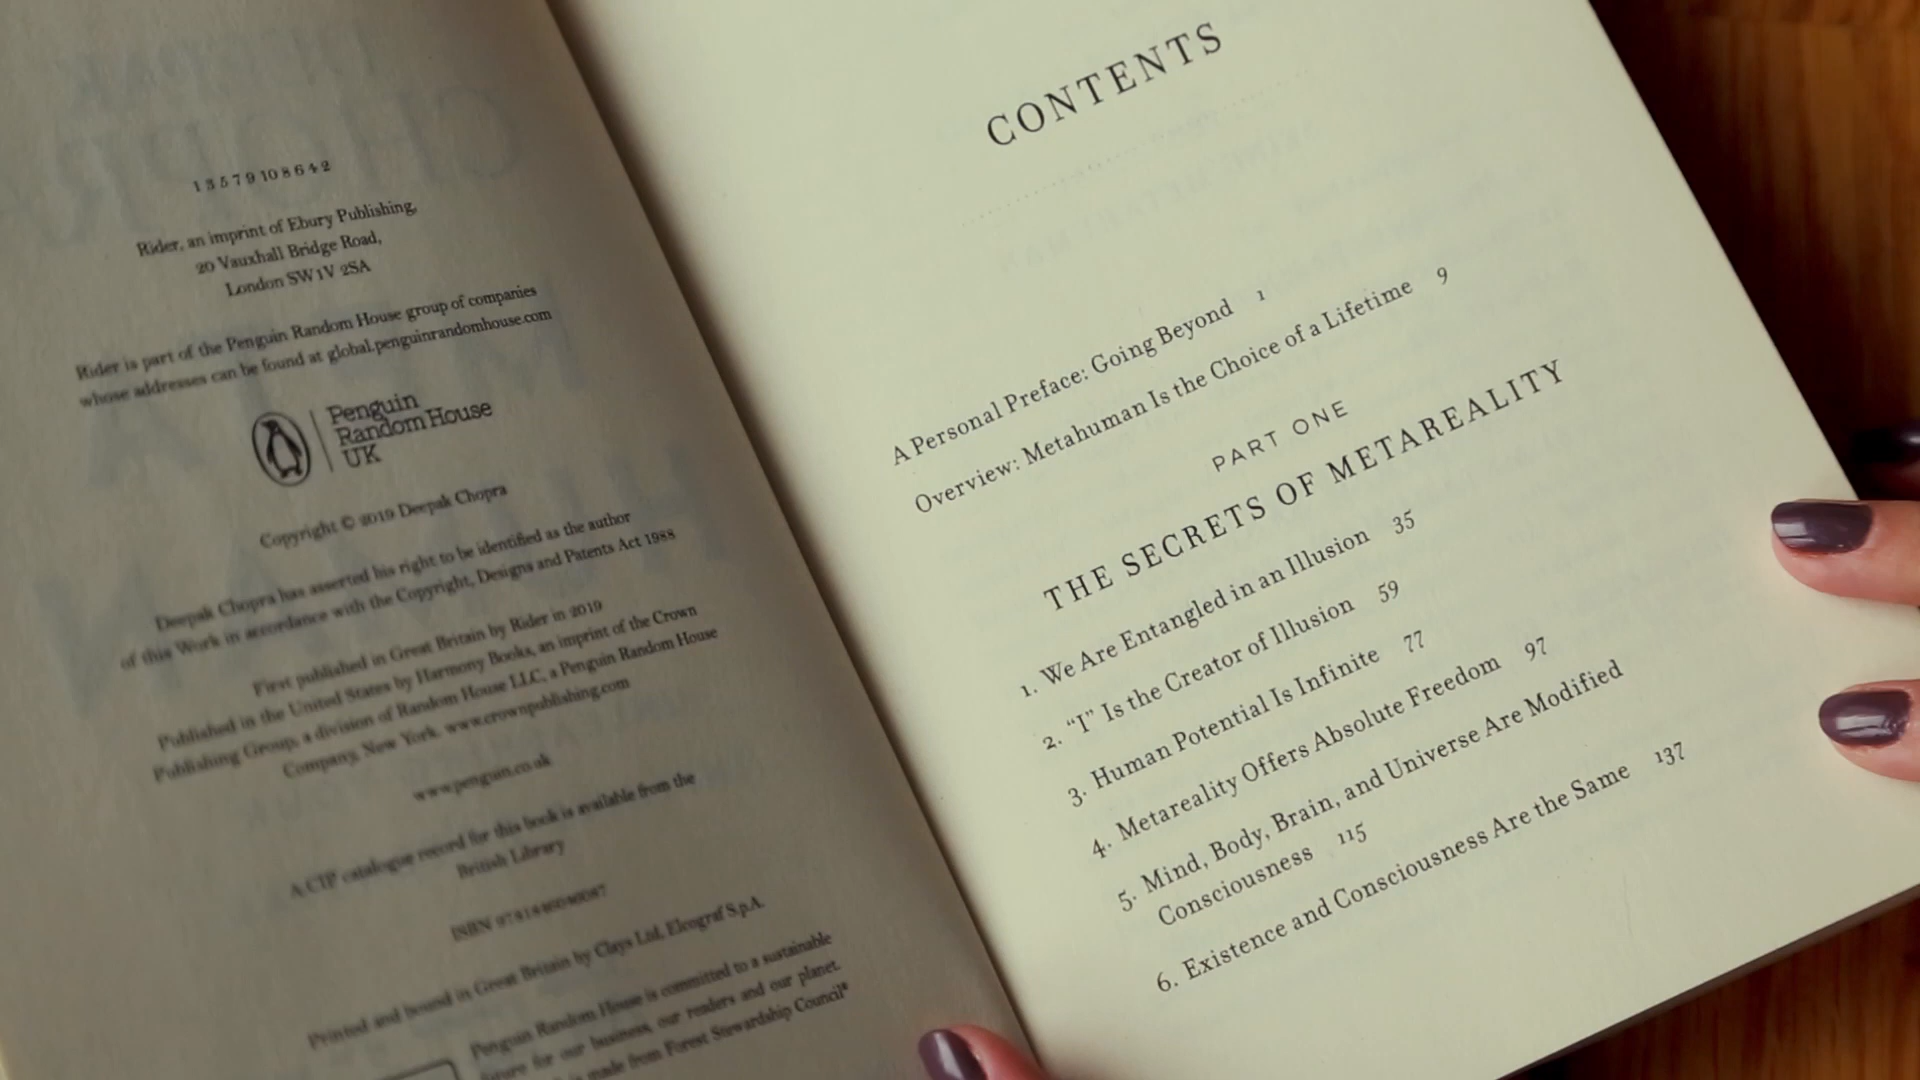 1 3 5 7 9 10 8 6 4 2
Rider, an imprint of Ebury Publishing,
20 Vauxhall Bridge Road,
London SW1V 2SA
Rider is part of the Penguin Random House group of companies
whose addresses can be found at global.penguinrandomhouse.com
Penguin
Random House
UK
Copyright © 2019 Deepak Chopra
Deepak Chopra has asserted his right to be identified as the author
of this Work in accordance with the Copyright, Designs and Patents Act 1988
First published in Great Britain by Rider in 2019
Published in the United States by Harmony Books, an imprint of the Crown
Publishing Group, a division of Random House LLC, a Penguin Random House
Company, New York. www.crownpublishing.com
www.penguin.co.uk
A CIP catalogue record for this book is available from the
British Library
ISBN
Printed and bound in Great Britain by Clays Ltd, Elcograf S.p.A.
Penguin Random House is committed to a sustainable
for our business, our readers and our planet.
is made from Forest Stewardship Council®
CONTENTS
A Personal Preface: Going Beyond 1
Overview: Metahuman Is the Choice of a Lifetime 9
PART ONE
THE SECRETS OF METAREALITY
1. We Are Entangled in an Illusion 35
2. “I” Is the Creator of Illusion 59
3. Human Potential Is Infinite 77
4. Metareality Offers Absolute Freedom 97
5. Mind, Body, Brain, and Universe Are Modified
Consciousness 115
6. Existence and Consciousness Are the Same 137